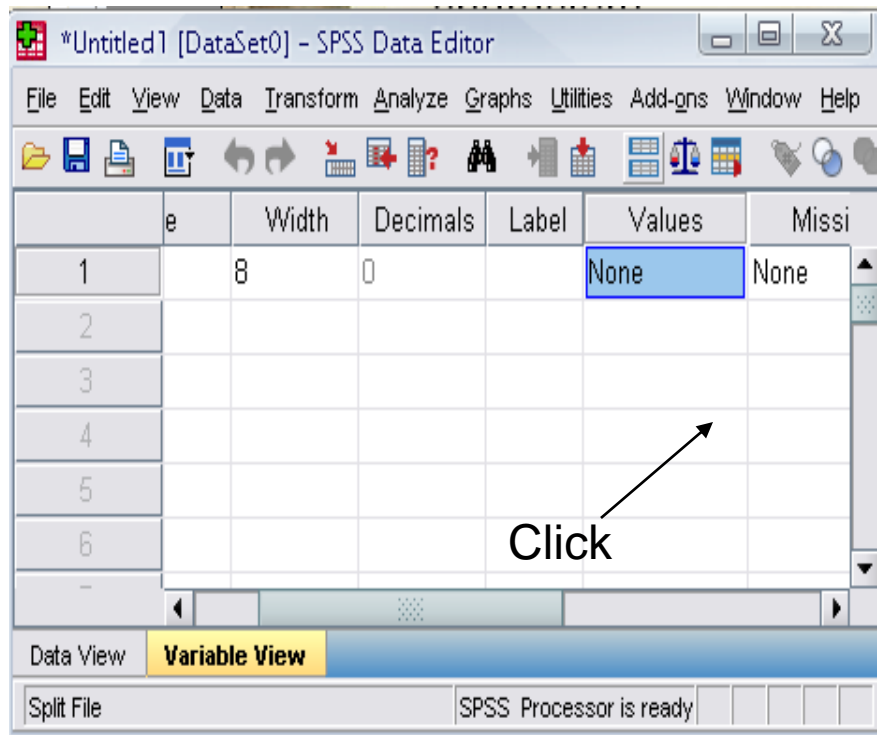 *Untitled1 [DataSet0] - SPSS Data Editor
File Edit View Data Transform Analyze Graphs Utilities Add-ons Window Help
e Width Decimals Label Values Missi
1 8 0 None None
2
3
4
5
6
Click
Data View Variable View
Split File SPSS Processor is ready